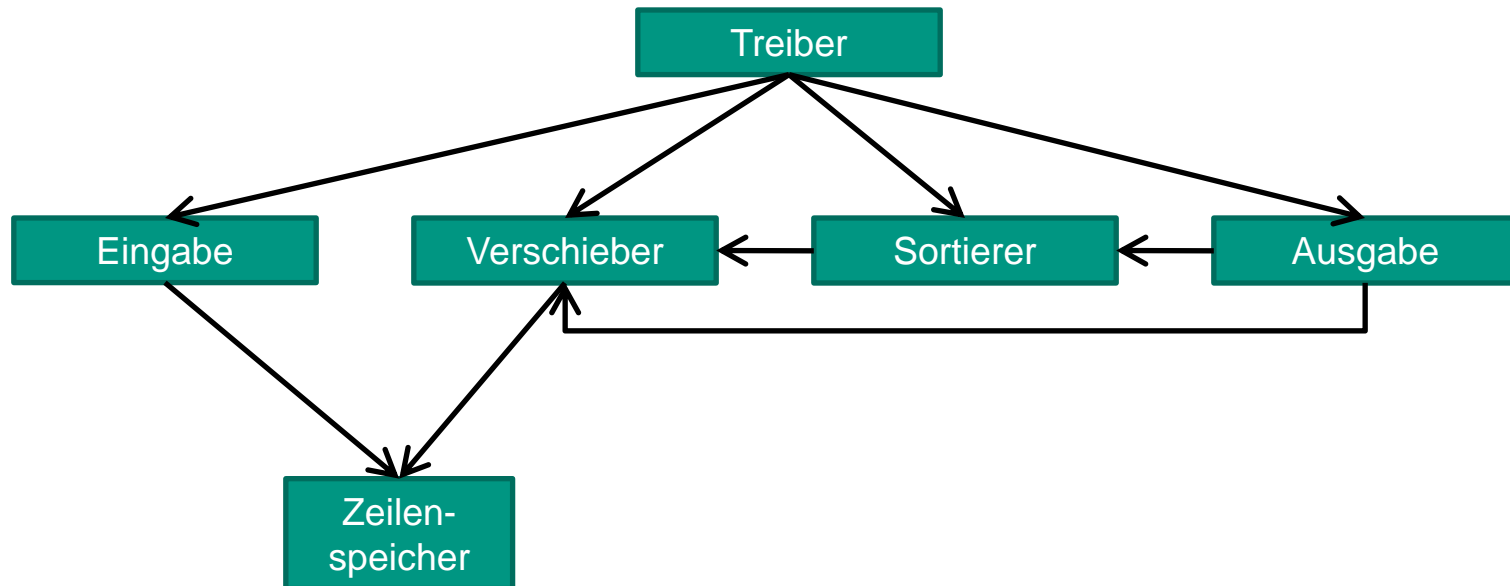 Treiber
Eingabe
Verschieber
Sortierer
Ausgabe
Zeilen-
speicher